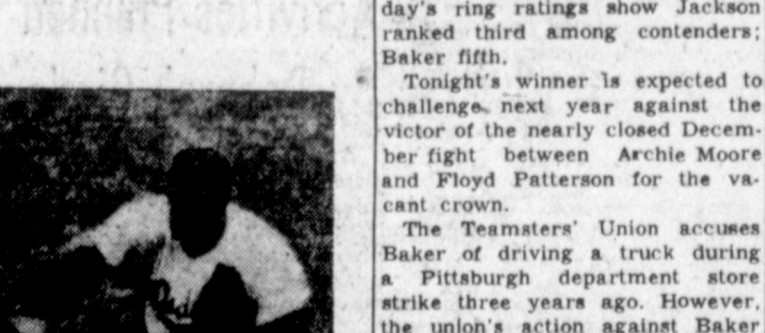 day's ring ratings show Jackson
ranked third among contenders;
Baker fifth.
Tonight's winner is expected to
challenge next year against the
victor of the nearly closed Decem-
ber fight between Archie Moore
and Floyd Patterson for the va-
cant crown.
The Teamsters' Union accuses
Baker of driving a truck during
a Pittsburgh department store
strike three years ago. However,
the union's action against Baker